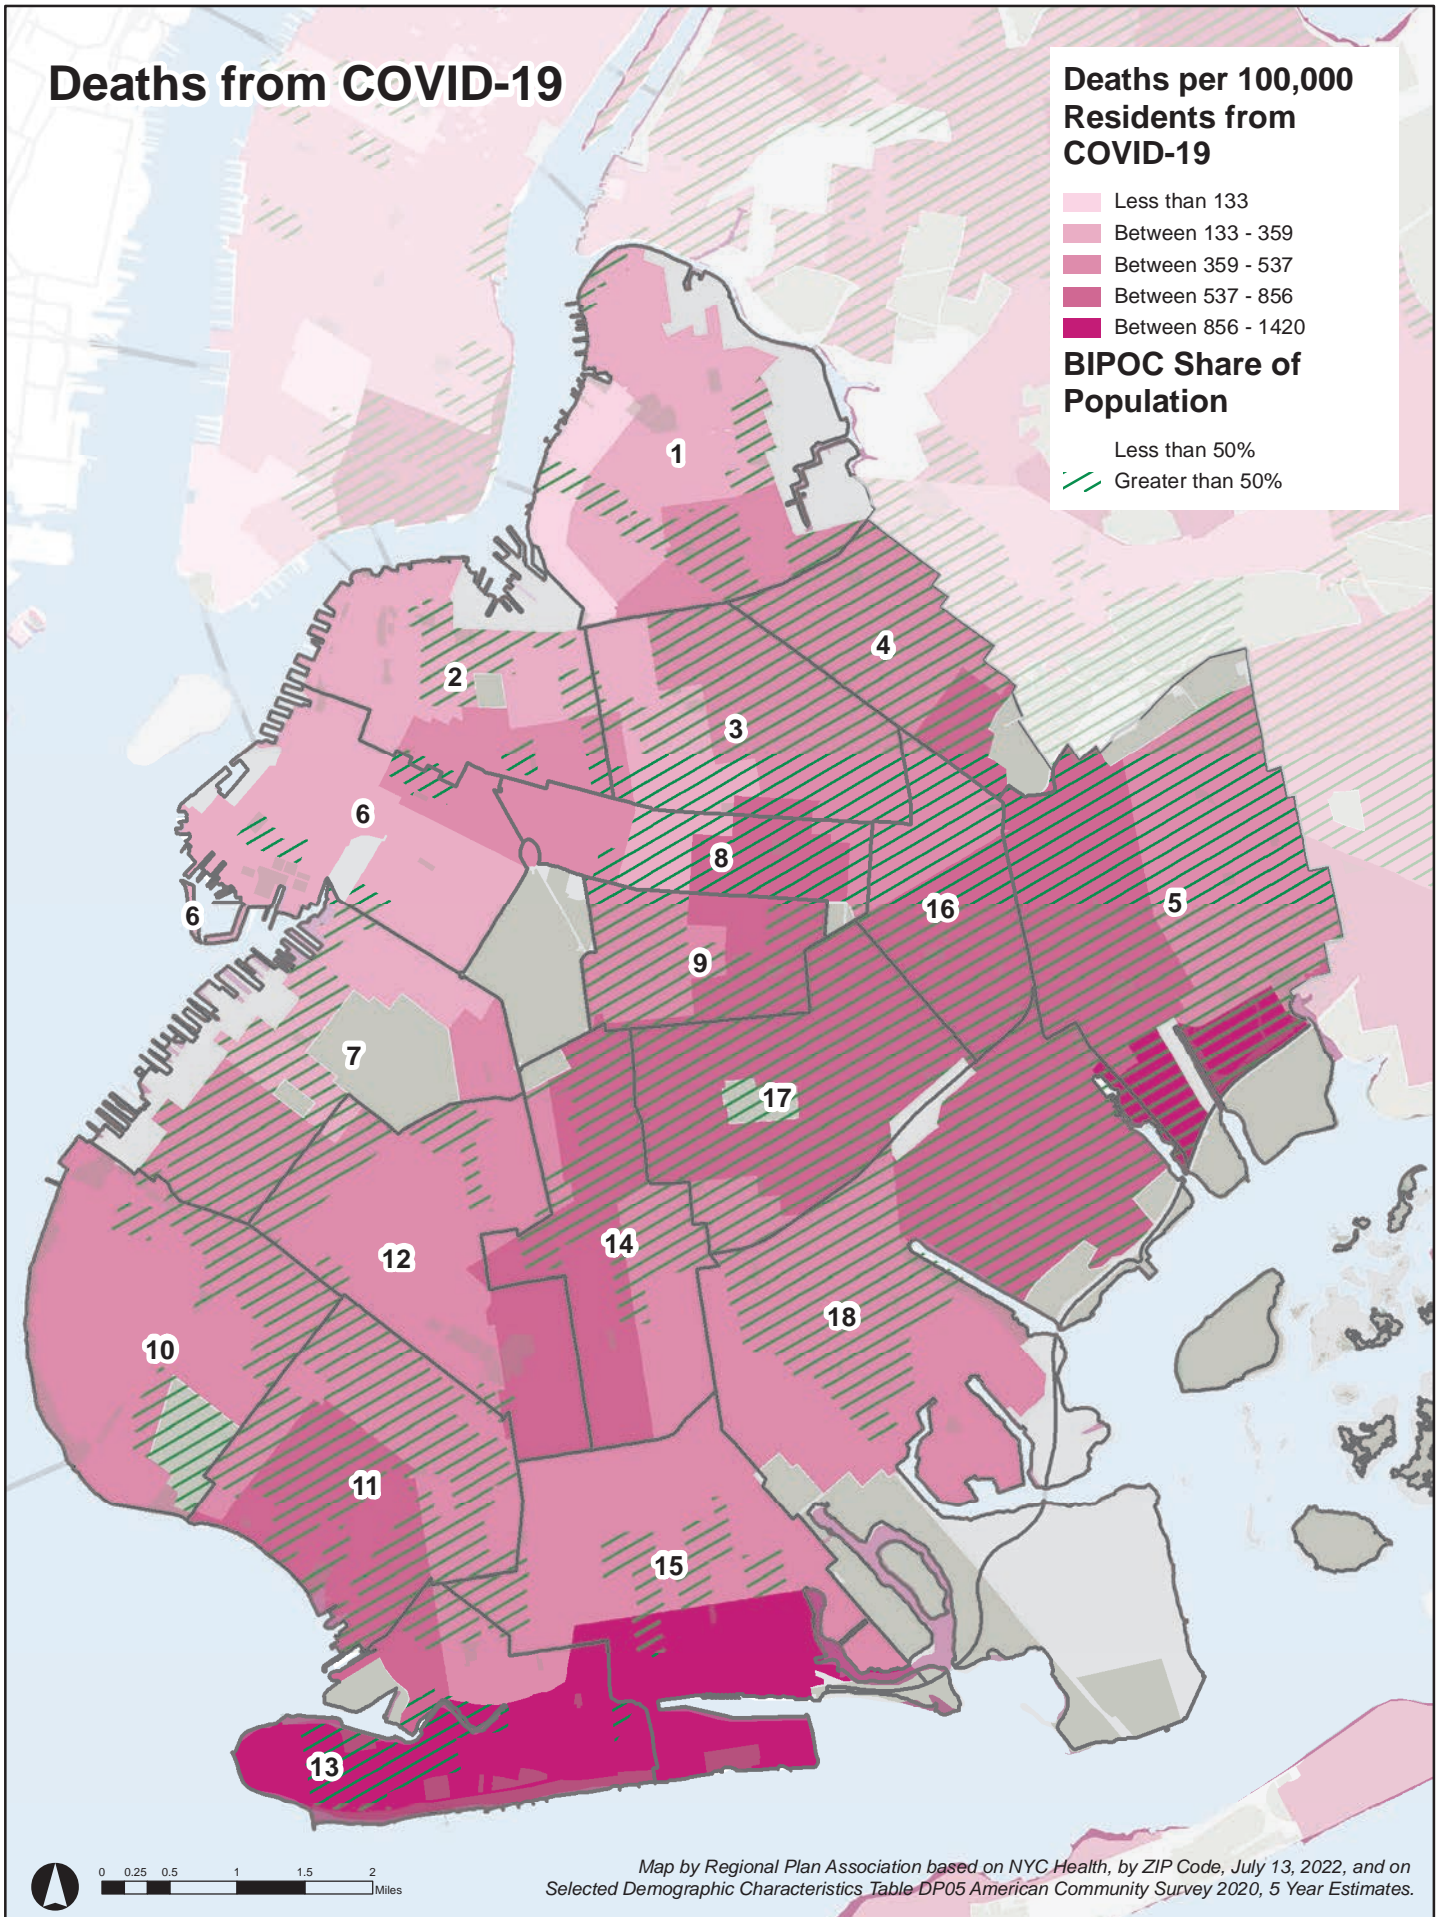 Deaths from COVID-19
Deaths per 100,000
Residents from
COVID-19
Less than 133
Between 133 - 359
Between 359 - 537
Between 537 - 856
Between 856 - 1420
BIPOC Share of
Population
Less than 50%
Greater than 50%
1
2
4
3
6
8
5
6
16
9
7
17
14
12
18
10
11
15
13
0 0.25 0.5 1 1.5 2
Miles
Map by Regional Plan Association based on NYC Health, by ZIP Code, July 13, 2022, and on
Selected Demographic Characteristics Table DP05 American Community Survey 2020, 5 Year Estimates.